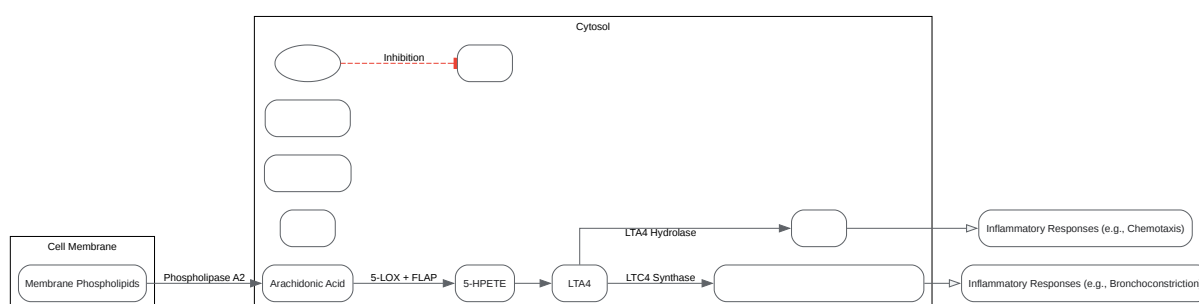 Cytosol
Inhibition
LTA4 Hydrolase
Inflammatory Responses (e.g., Chemotaxis)
Cell Membrane
Membrane Phospholipids
Phospholipase A2
Arachidonic Acid
5-LOX + FLAP
5-HPETE
LTA4
LTC4 Synthase
Inflammatory Responses (e.g., Bronchoconstriction